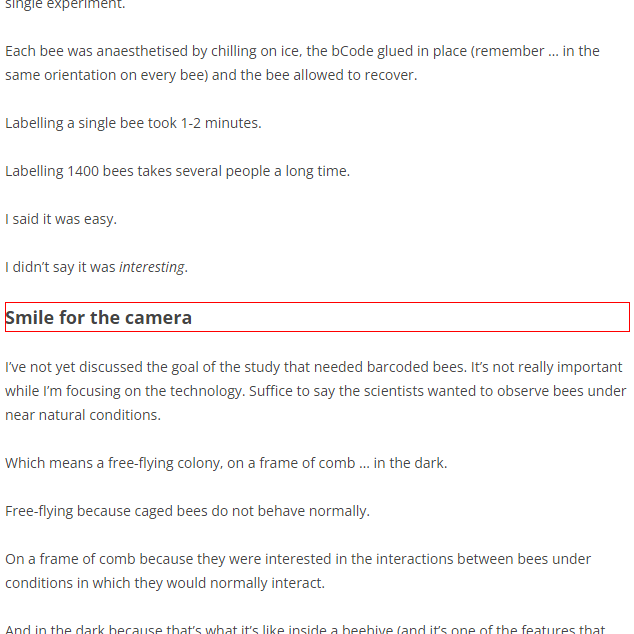 single experiment.
Each bee was anaesthetised by chilling on ice, the bCode glued in place (remember … in the
same orientation on every bee) and the bee allowed to recover.
Labelling a single bee took 1-2 minutes.
Labelling 1400 bees takes several people a long time.
I said it was easy.
I didn’t say it was interesting.
Smile for the camera
I’ve not yet discussed the goal of the study that needed barcoded bees. It’s not really important
while I’m focusing on the technology. Suffice to say the scientists wanted to observe bees under
near natural conditions.
Which means a free-flying colony, on a frame of comb … in the dark.
Free-flying because caged bees do not behave normally.
On a frame of comb because they were interested in the interactions between bees under
conditions in which they would normally interact.
And in the dark because that’s what it’s like inside a beehive (and it’s one of the features that